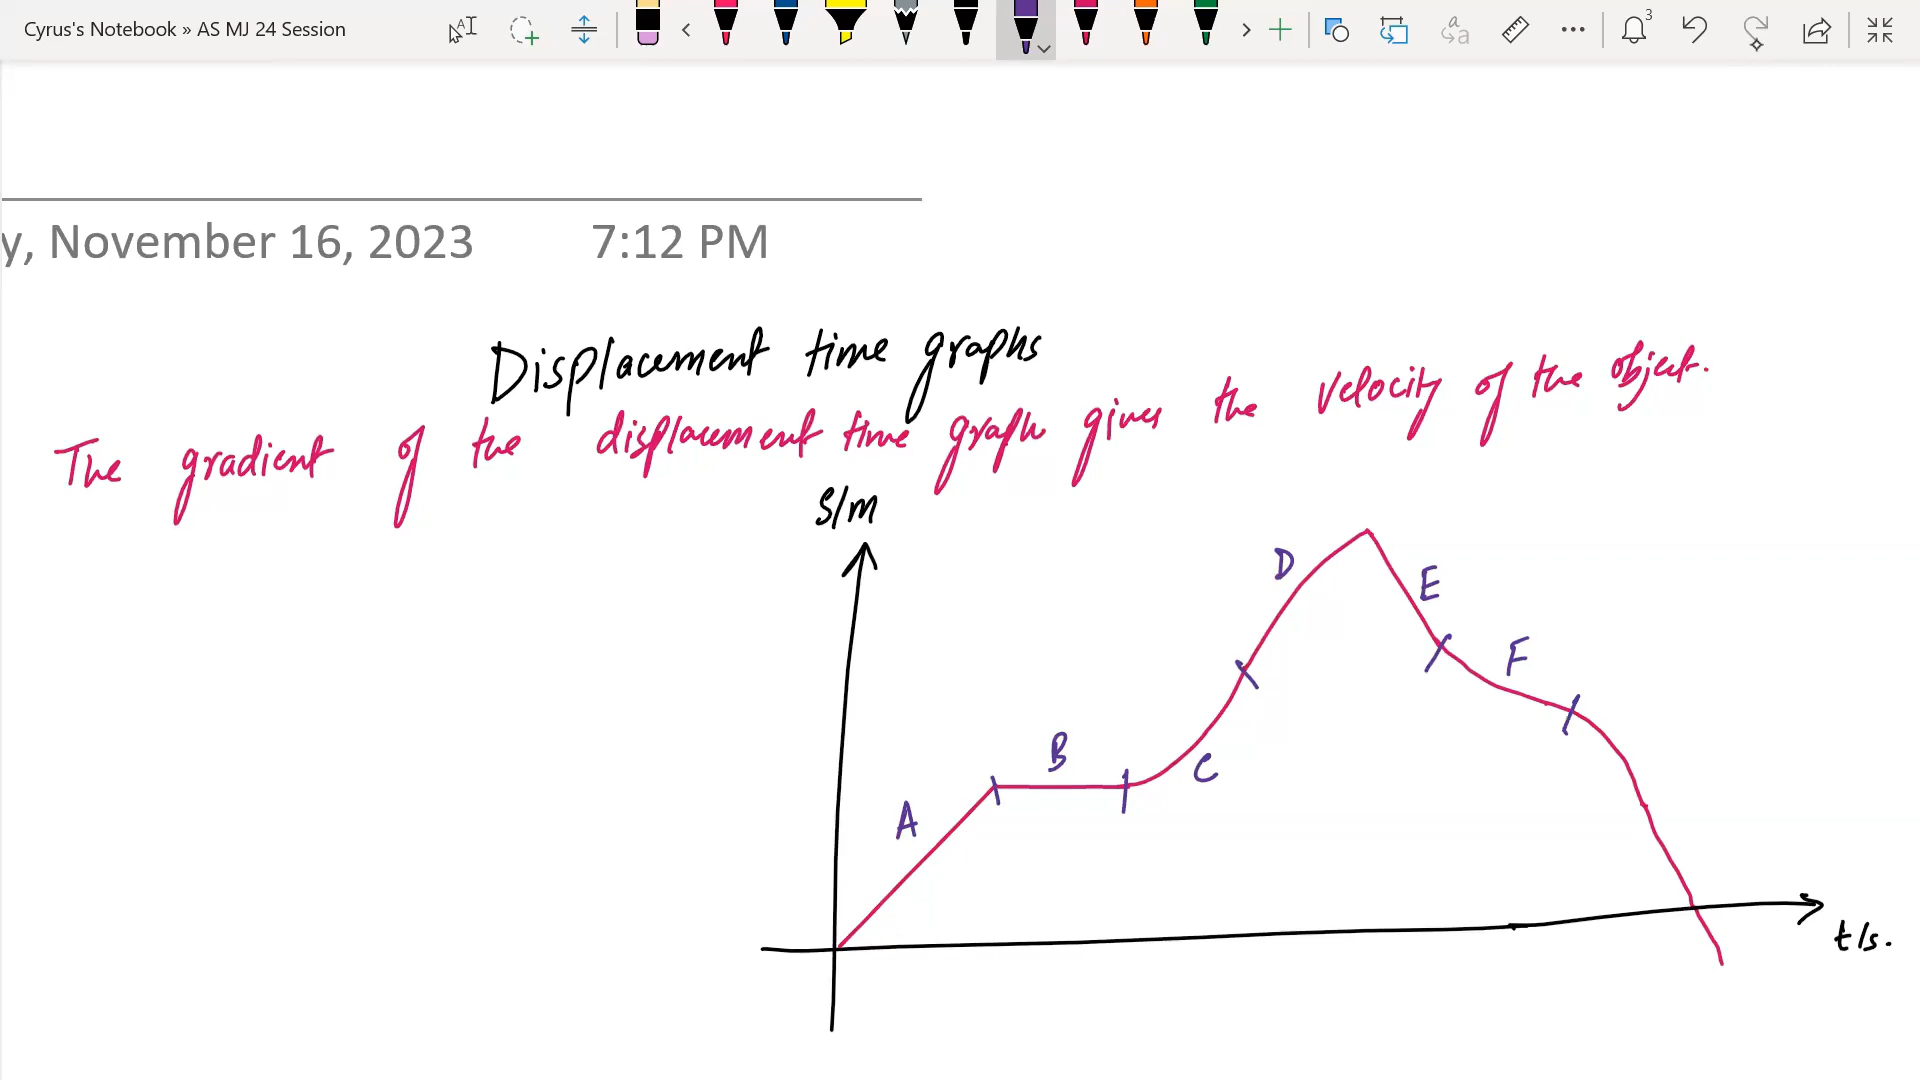 Cyrus's Notebook » AS MJ 24 Session
3
y, November 16, 2023 7:12 PM
Displacement time graphs
The gradient of the displacement time graph gives the velocity of the object.
S/m
D
E
F
B
C
A
t/s.